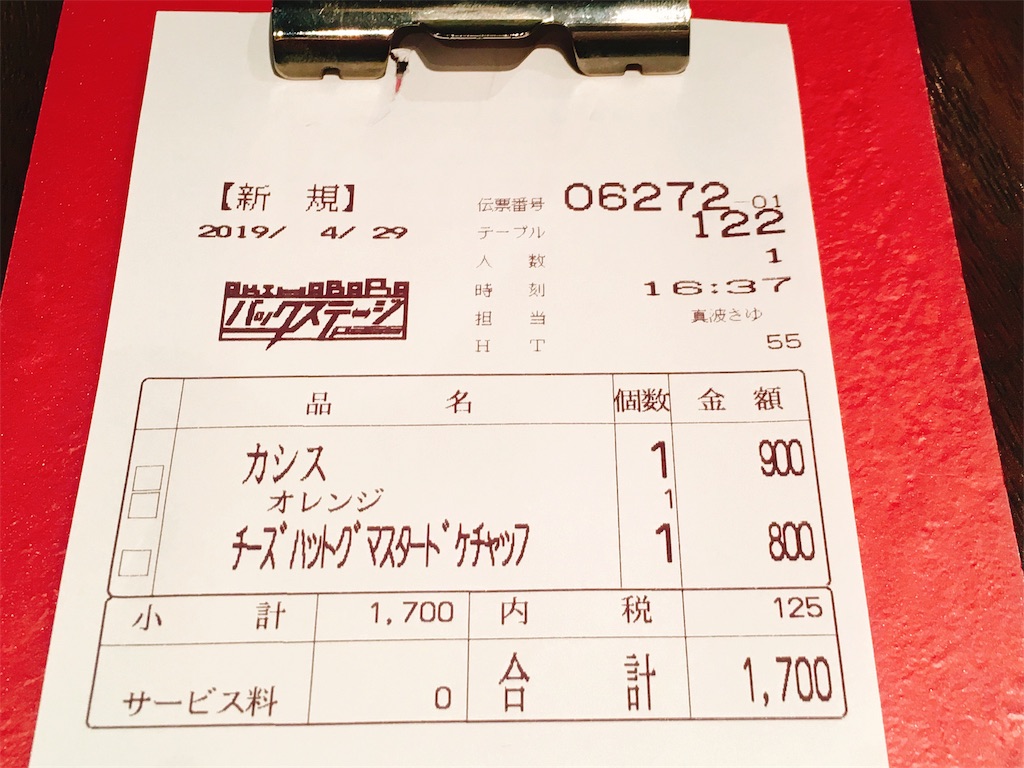 【新 規】
2019/ 4/ 29
AKIHABARA
バックステージ
伝票番号 06272-01
テーブル 122
人 数 1
時 刻 16:37
担 当 真波さゆ
H T 55
品 名 個数 金 額
カシス 1 900
オレンジ 1
チーズハットグマスタードケチャップ 1 800
小 計 1,700 内 税 125
サービス料 0 合 計 1,700